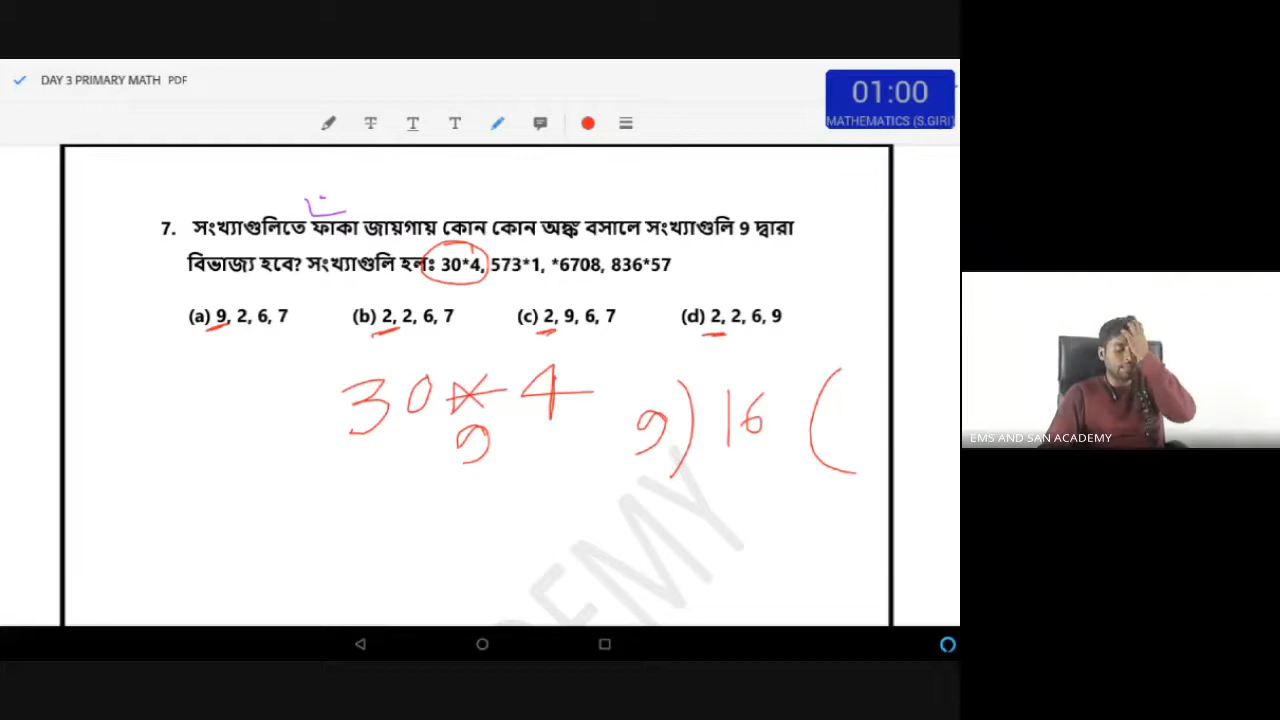 DAY 3 PRIMARY MATH PDF
01:00
MATHEMATICS (S.GIRI)
7. সংখ্যাগুলিতে ফাকা জায়গায় কোন কোন অঙ্ক বসালে সংখ্যাগুলি 9 দ্বারা
বিভাজ্য হবে? সংখ্যাগুলি হলঃ 30*4, 573*1, *6708, 836*57
(a) 9, 2, 6, 7 (b) 2, 2, 6, 7 (c) 2, 9, 6, 7 (d) 2, 2, 6, 9
30*4 9) 16 (
9
EMS AND SAN ACADEMY
DEMY